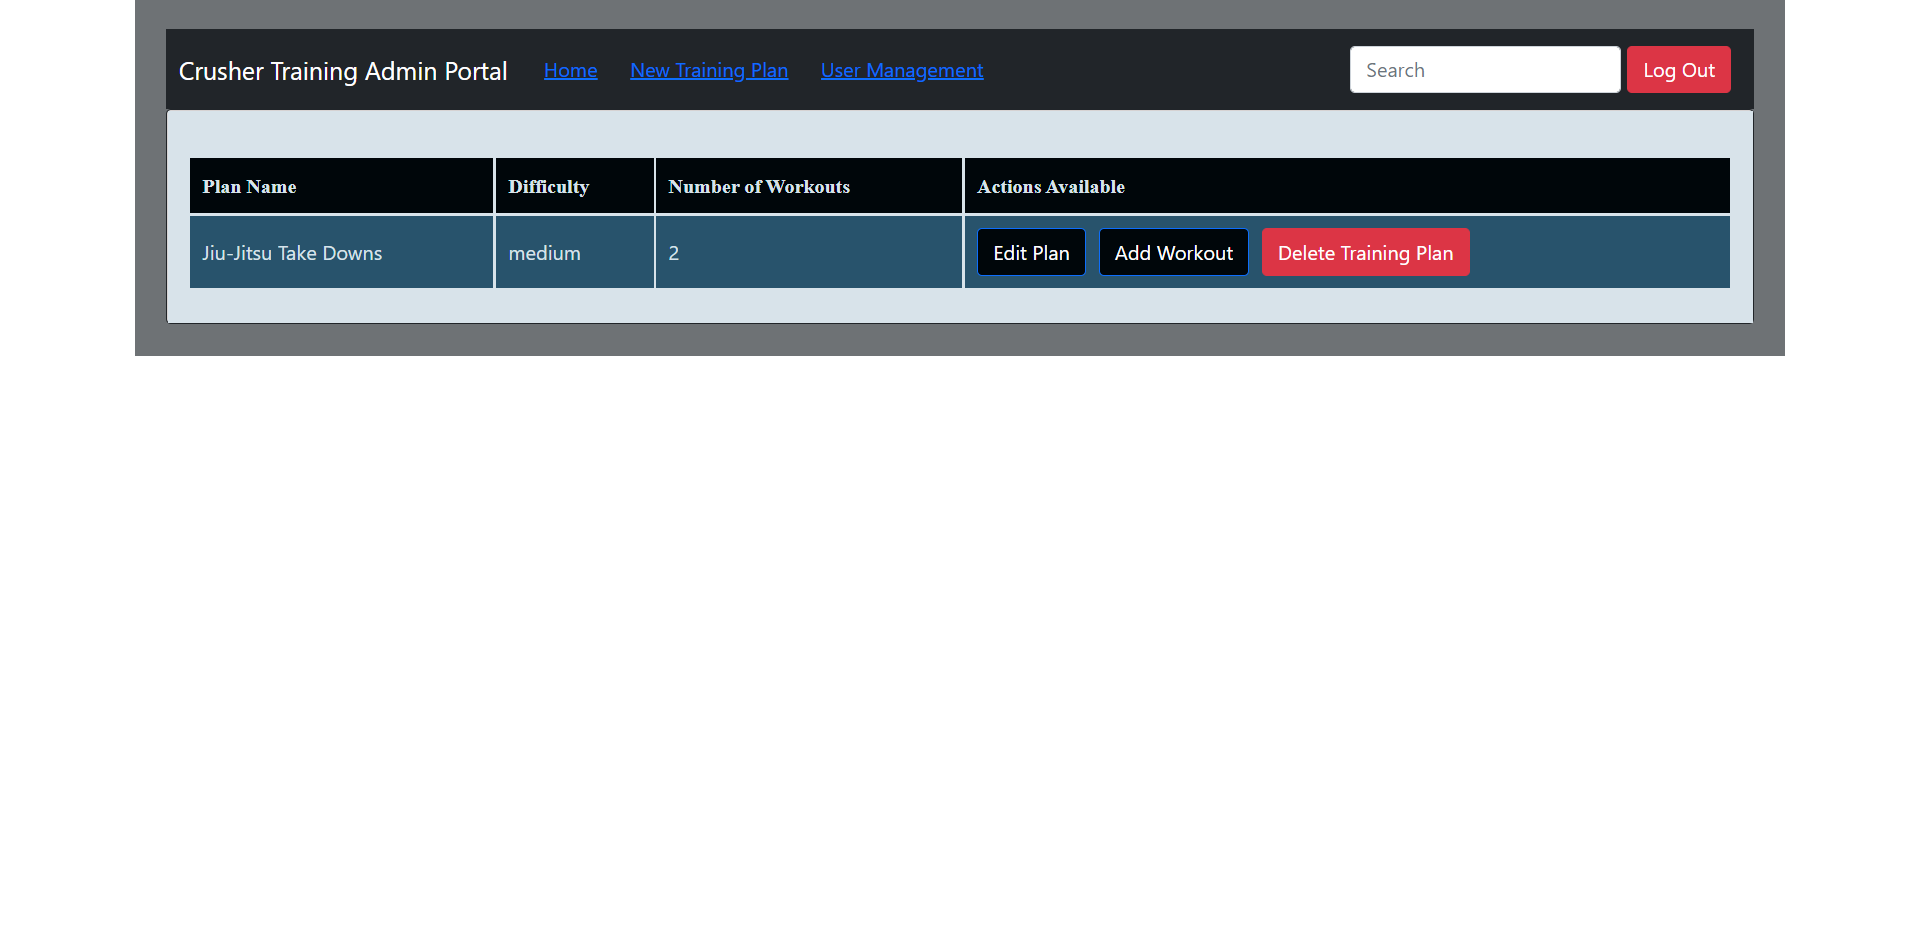 Crusher Training Admin Portal Home New Training Plan User Management Search Log Out
Plan Name Difficulty Number of Workouts Actions Available
Jiu-Jitsu Take Downs medium 2 Edit Plan Add Workout Delete Training Plan